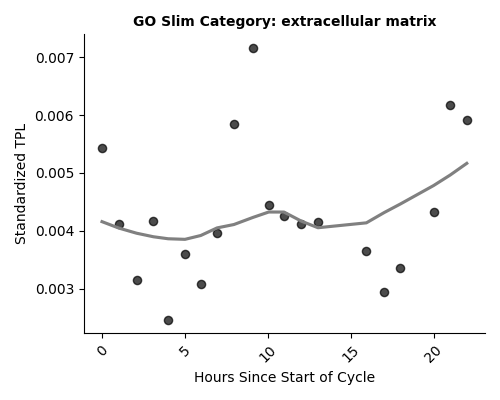 GO Slim Category: extracellular matrix
0.007
0.006
0.005
0.004
0.003
Standardized TPL
0 5 10 15 20
Hours Since Start of Cycle